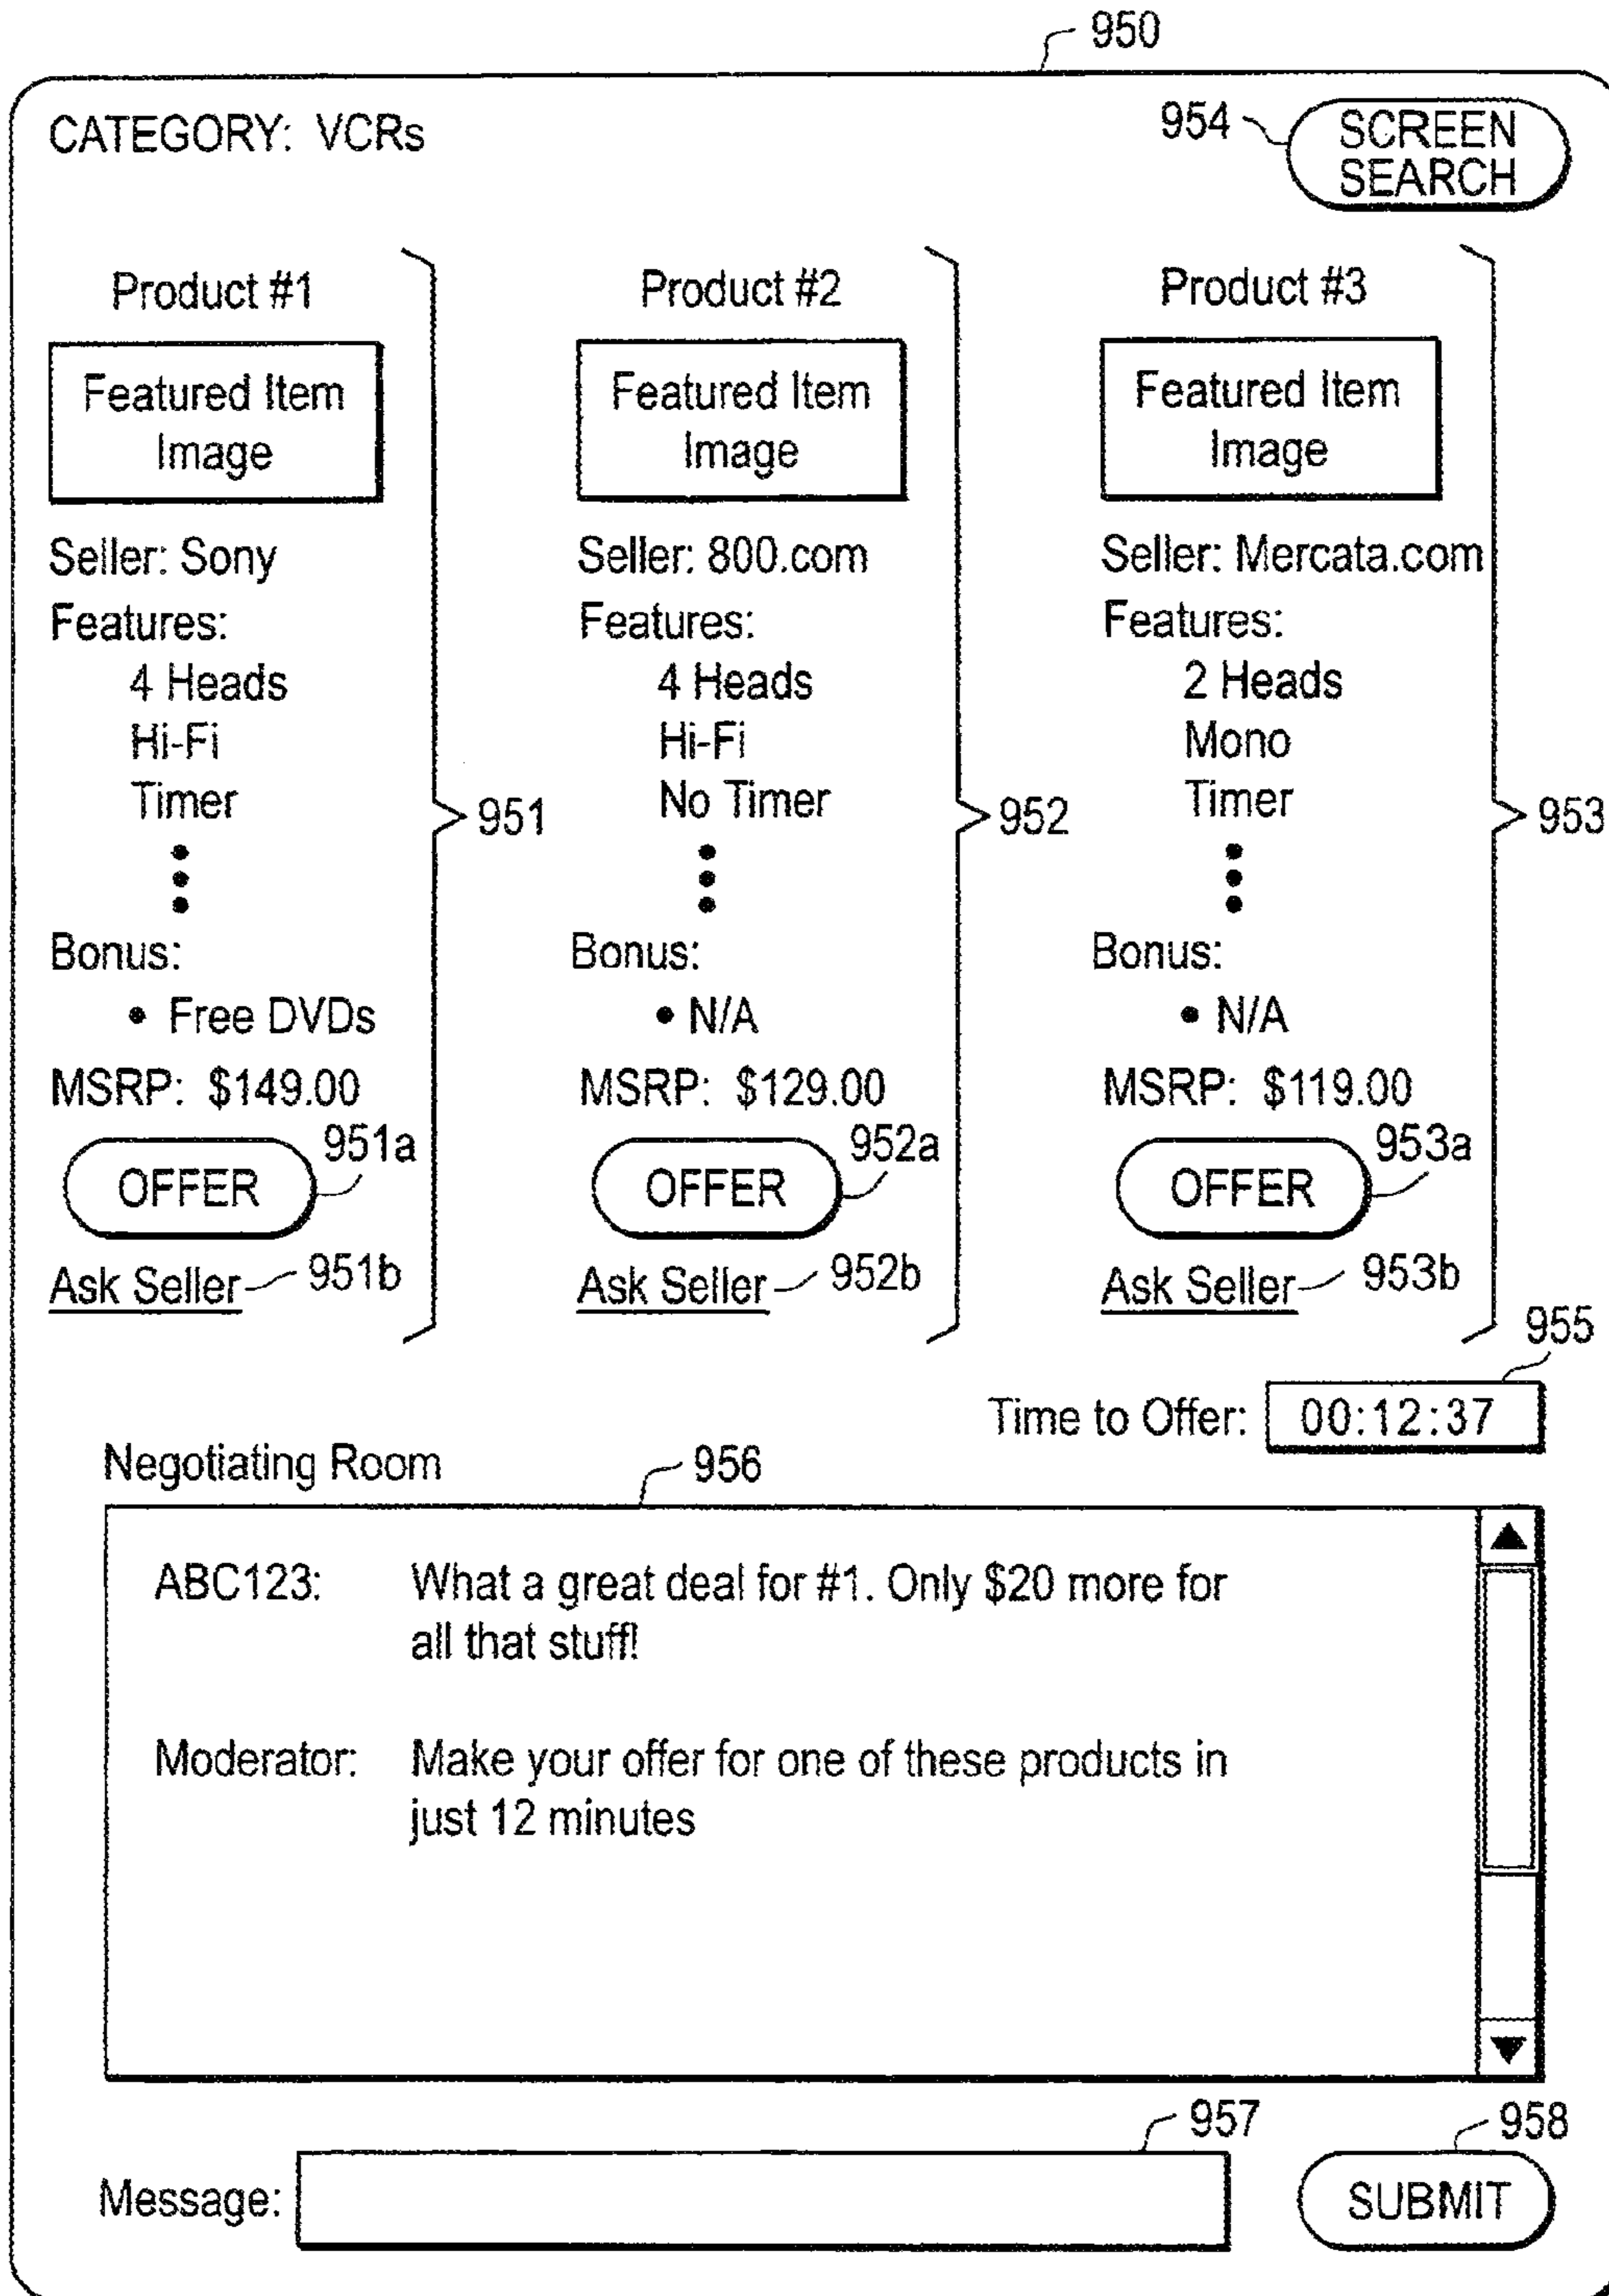 950
CATEGORY: VCRs
954
SCREEN
SEARCH
Product #1
Featured Item
Image
Seller: Sony
Features:
4 Heads
Hi-Fi
Timer
Bonus:
• Free DVDs
MSRP: $149.00
OFFER
951a
Ask Seller
951b
951
Product #2
Featured Item
Image
Seller: 800.com
Features:
4 Heads
Hi-Fi
No Timer
Bonus:
• N/A
MSRP: $129.00
OFFER
952a
Ask Seller
952b
952
Product #3
Featured Item
Image
Seller: Mercata.com
Features:
2 Heads
Mono
Timer
Bonus:
• N/A
MSRP: $119.00
OFFER
953a
Ask Seller
953b
953
955
Time to Offer: 00:12:37
Negotiating Room
956
ABC123: What a great deal for #1. Only $20 more for
all that stuff!
Moderator: Make your offer for one of these products in
just 12 minutes
957
958
Message:
SUBMIT